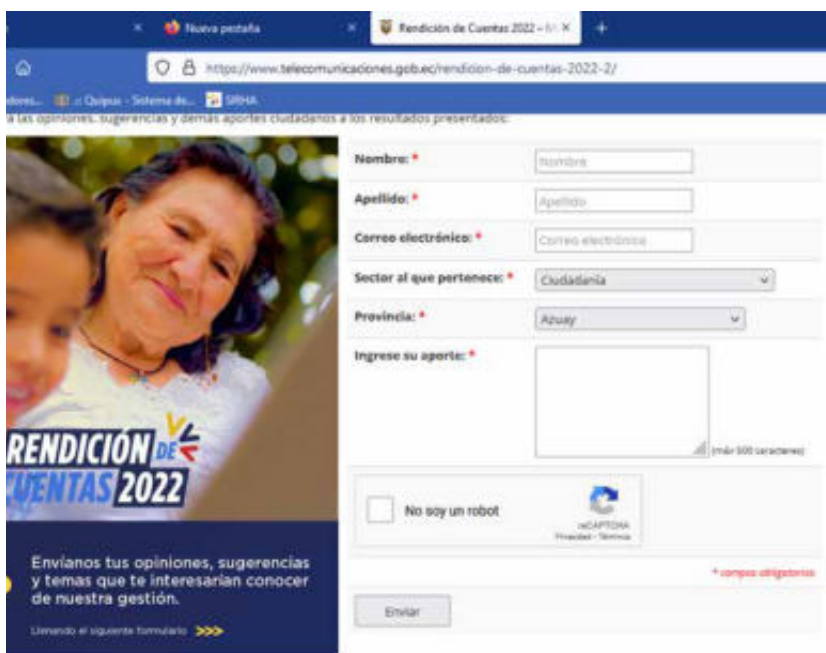 Nueva pestaña
Rendición de Cuentas 2022 –
https://www.telecomunicaciones.gob.ec/rendicion-de-cuentas-2022-2/
Quipux - Sistema de...
SIRHA
a las opiniones, sugerencias y demás aportes ciudadanos a los resultados presentados:
Nombre: *
Nombre
Apellido: *
Apellido
Correo electrónico: *
Correo electrónico
Sector al que pertenece: *
Ciudadanía
Provincia: *
Azuay
Ingrese su aporte: *
(máx 500 caracteres)
No soy un robot
reCAPTCHA
Privacidad - Términos
* campos obligatorios
Enviar
RENDICIÓN DE
CUENTAS 2022
Envíanos tus opiniones, sugerencias
y temas que te interesarían conocer
de nuestra gestión.
Llenando el siguiente formulario >>>